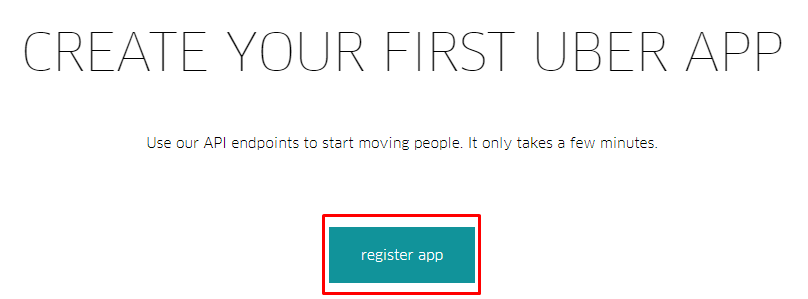 CREATE YOUR FIRST UBER APP
Use our API endpoints to start moving people. It only takes a few minutes.
register app